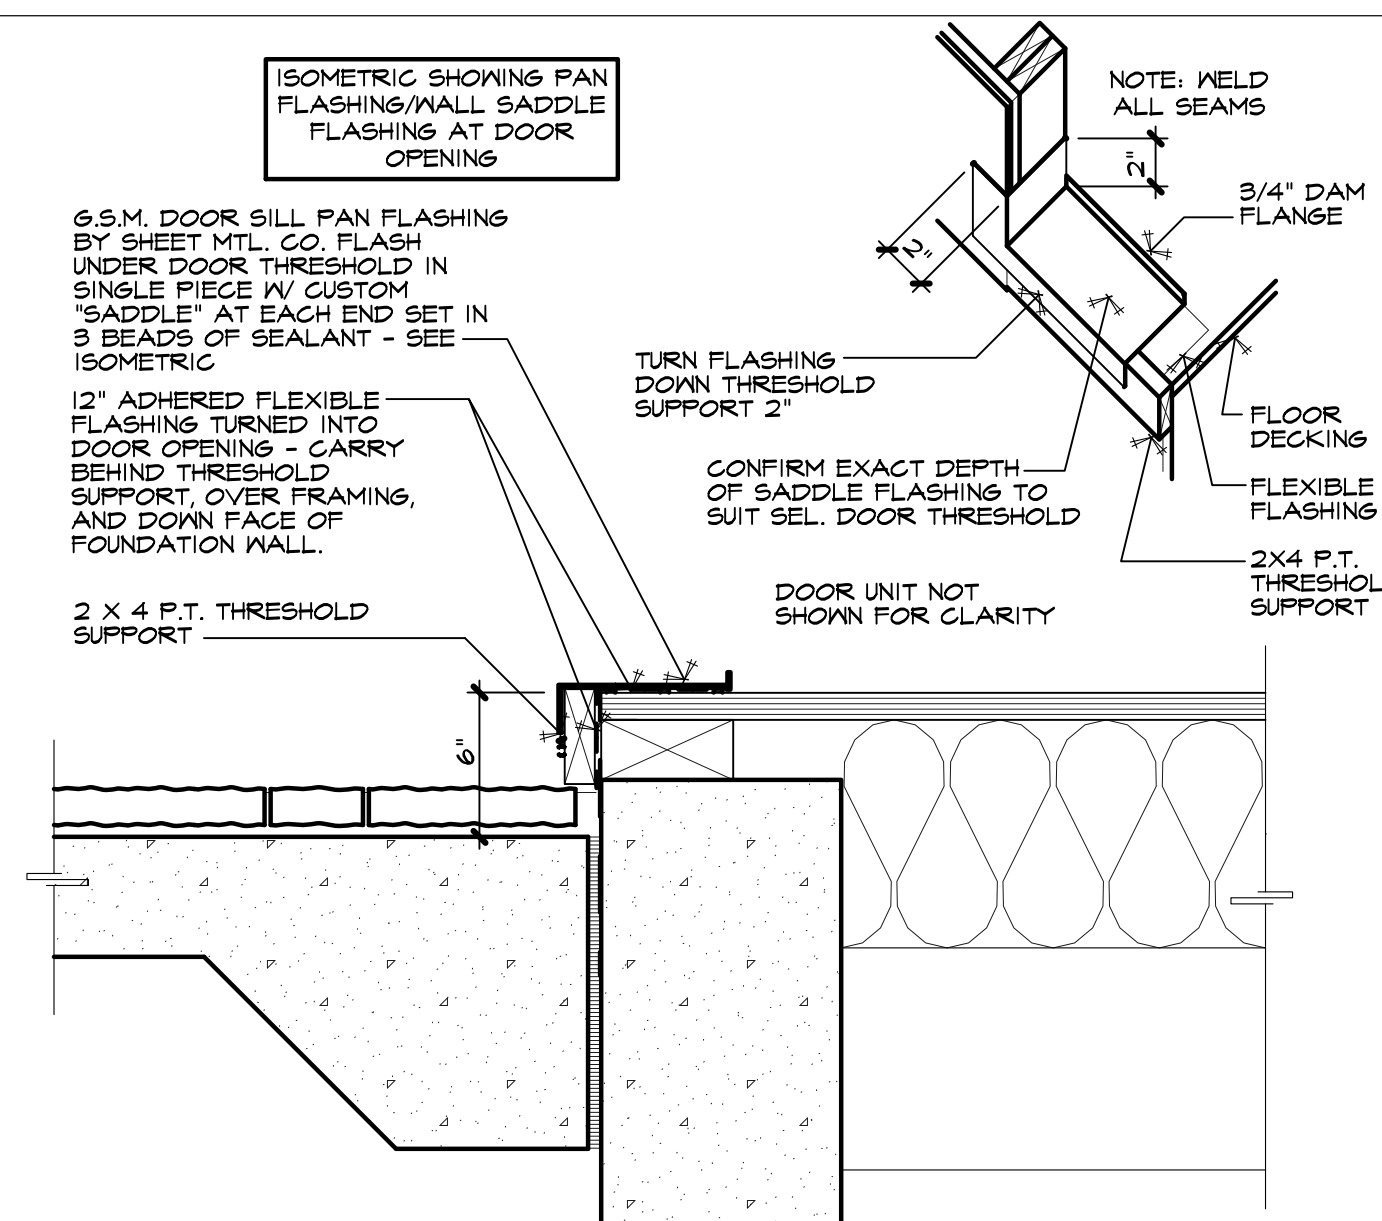 ISOMETRIC SHOWING PAN
FLASHING/WALL SADDLE
FLASHING AT DOOR
OPENING
G.S.M. DOOR SILL PAN FLASHING
BY SHEET MTL. CO. FLASH
UNDER DOOR THRESHOLD IN
SINGLE PIECE W/ CUSTOM
"SADDLE" AT EACH END SET IN
3 BEADS OF SEALANT - SEE
ISOMETRIC
12" ADHERED FLEXIBLE
FLASHING TURNED INTO
DOOR OPENING - CARRY
BEHIND THRESHOLD
SUPPORT, OVER FRAMING,
AND DOWN FACE OF
FOUNDATION WALL.
2 X 4 P.T. THRESHOLD
SUPPORT
6"
NOTE: WELD
ALL SEAMS
2"
2"
3/4" DAM
FLANGE
TURN FLASHING
DOWN THRESHOLD
SUPPORT 2"
CONFIRM EXACT DEPTH
OF SADDLE FLASHING TO
SUIT SEL. DOOR THRESHOLD
FLOOR
DECKING
FLEXIBLE
FLASHING
2X4 P.T.
THRESHOL
SUPPORT
DOOR UNIT NOT
SHOWN FOR CLARITY